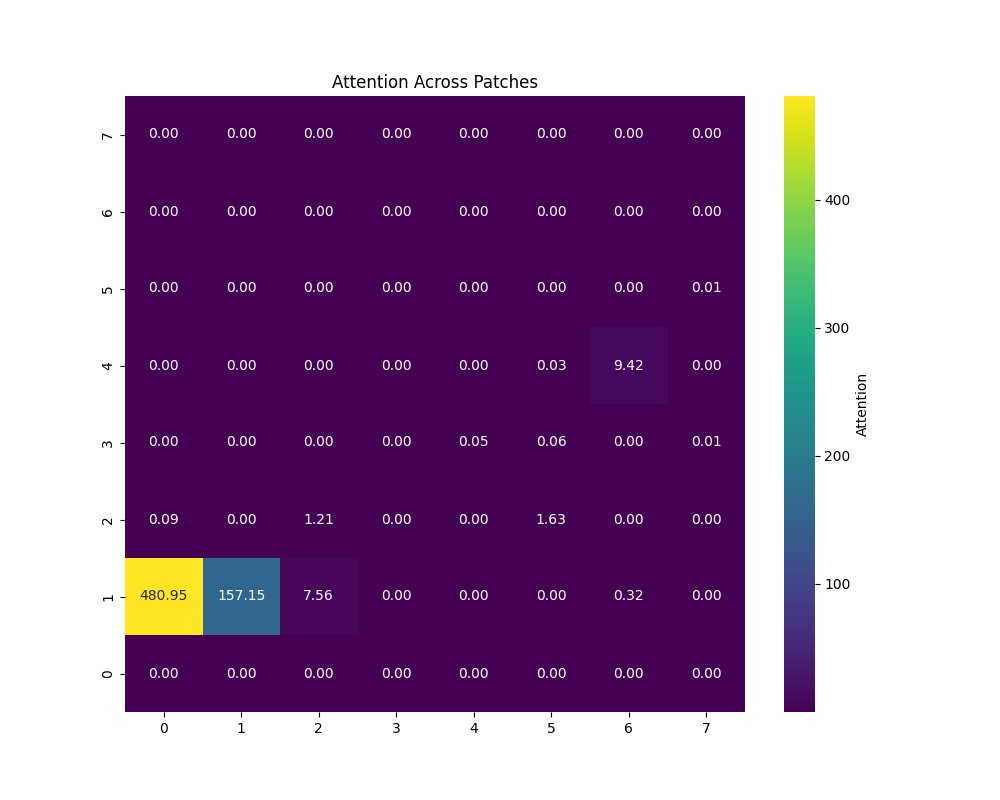 Attention Across Patches
7 0.00 0.00 0.00 0.00 0.00 0.00 0.00 0.00
6 0.00 0.00 0.00 0.00 0.00 0.00 0.00 0.00
5 0.00 0.00 0.00 0.00 0.00 0.00 0.00 0.01
4 0.00 0.00 0.00 0.00 0.00 0.03 9.42 0.00
3 0.00 0.00 0.00 0.00 0.05 0.06 0.00 0.01
2 0.09 0.00 1.21 0.00 0.00 1.63 0.00 0.00
1 480.95 157.15 7.56 0.00 0.00 0.00 0.32 0.00
0 0.00 0.00 0.00 0.00 0.00 0.00 0.00 0.00
0 1 2 3 4 5 6 7
400
300
200
100
Attention